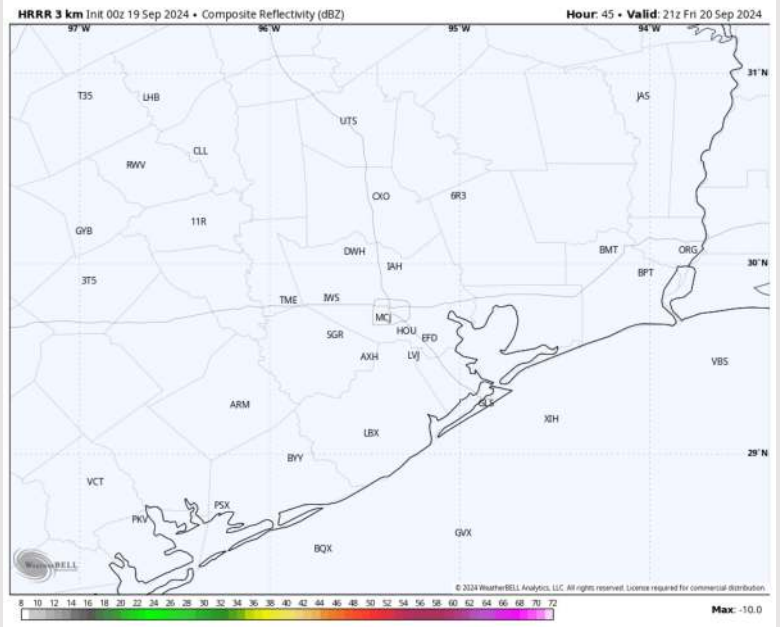 HRRR 3 km Init 00z 19 Sep 2024 • Composite Reflectivity (dBZ)
Hour: 45 • Valid: 21z Fri 20 Sep 2024
97°W 96°W 95°W 94°W
31°N
T35 LHB JAS
UTS
CLL
RWV
CXO 6R3
11R
GYB
DWH BMT ORG
IAH 30°N
3T5 BPT
TME IWS
MCJ
SGR HOU EFD
AXH LVJ VBS
ARM GLS
XIH
LBX
BYY 29°N
VCT
PSX
PKV
GVX
BQX
WeatherBELL
© 2024 WeatherBELL Analytics, LLC All rights reserved. License required for commercial distribution.
8 10 12 14 16 18 20 22 24 26 28 30 32 34 36 38 40 42 44 46 48 50 52 54 56 58 60 62 64 66 68 70 72
Max: -10.0